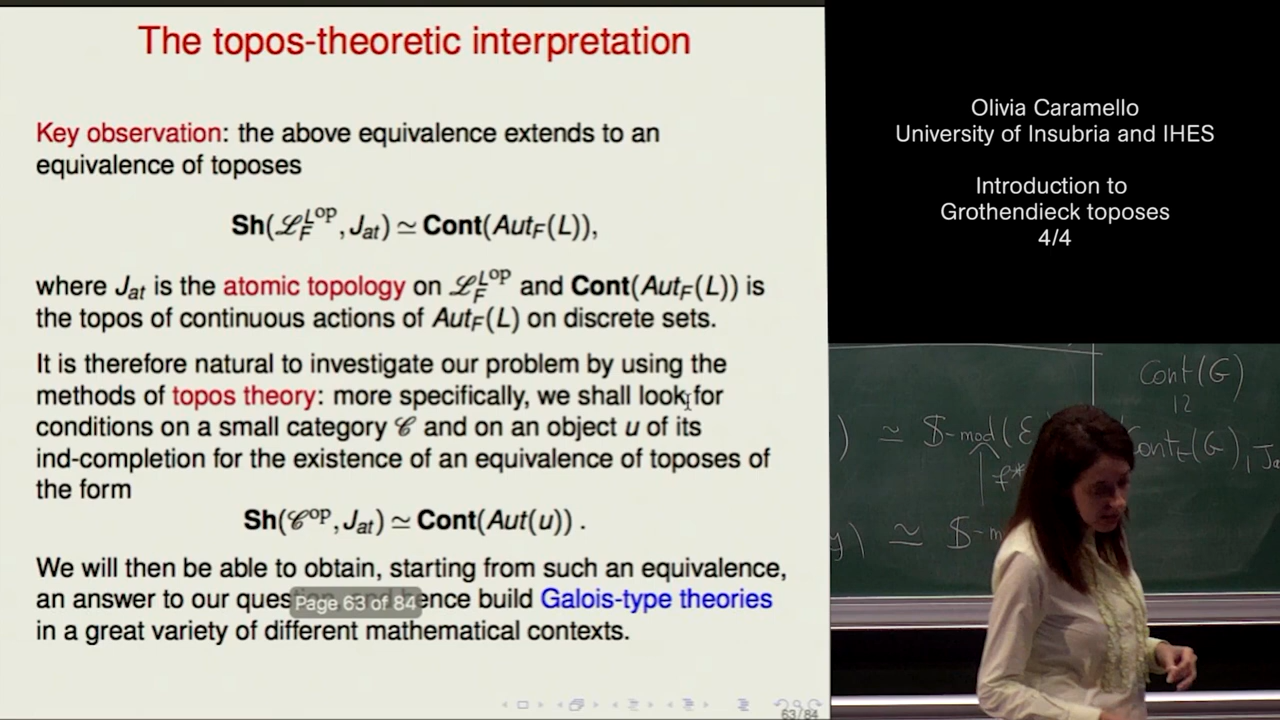 The topos-theoretic interpretation
Key observation: the above equivalence extends to an
equivalence of toposes
Sh(ℒ_F^L^op, J_at) ≃ Cont(Aut_F(L)),
where J_at is the atomic topology on ℒ_F^L^op and Cont(Aut_F(L)) is
the topos of continuous actions of Aut_F(L) on discrete sets.
It is therefore natural to investigate our problem by using the
methods of topos theory: more specifically, we shall look for
conditions on a small category 𝒞 and on an object u of its
ind-completion for the existence of an equivalence of toposes of
the form
Sh(𝒞^op, J_at) ≃ Cont(Aut(u)) .
We will then be able to obtain, starting from such an equivalence,
an answer to our hence build Galois-type theories
in a great variety of different mathematical contexts.
Page 63 of 84
63/84
Olivia Caramello
University of Insubria and IHES
Introduction to
Grothendieck toposes
4/4
Cont(G)
) ≃ $-mod(ℰ
f*
) ≃ $-m